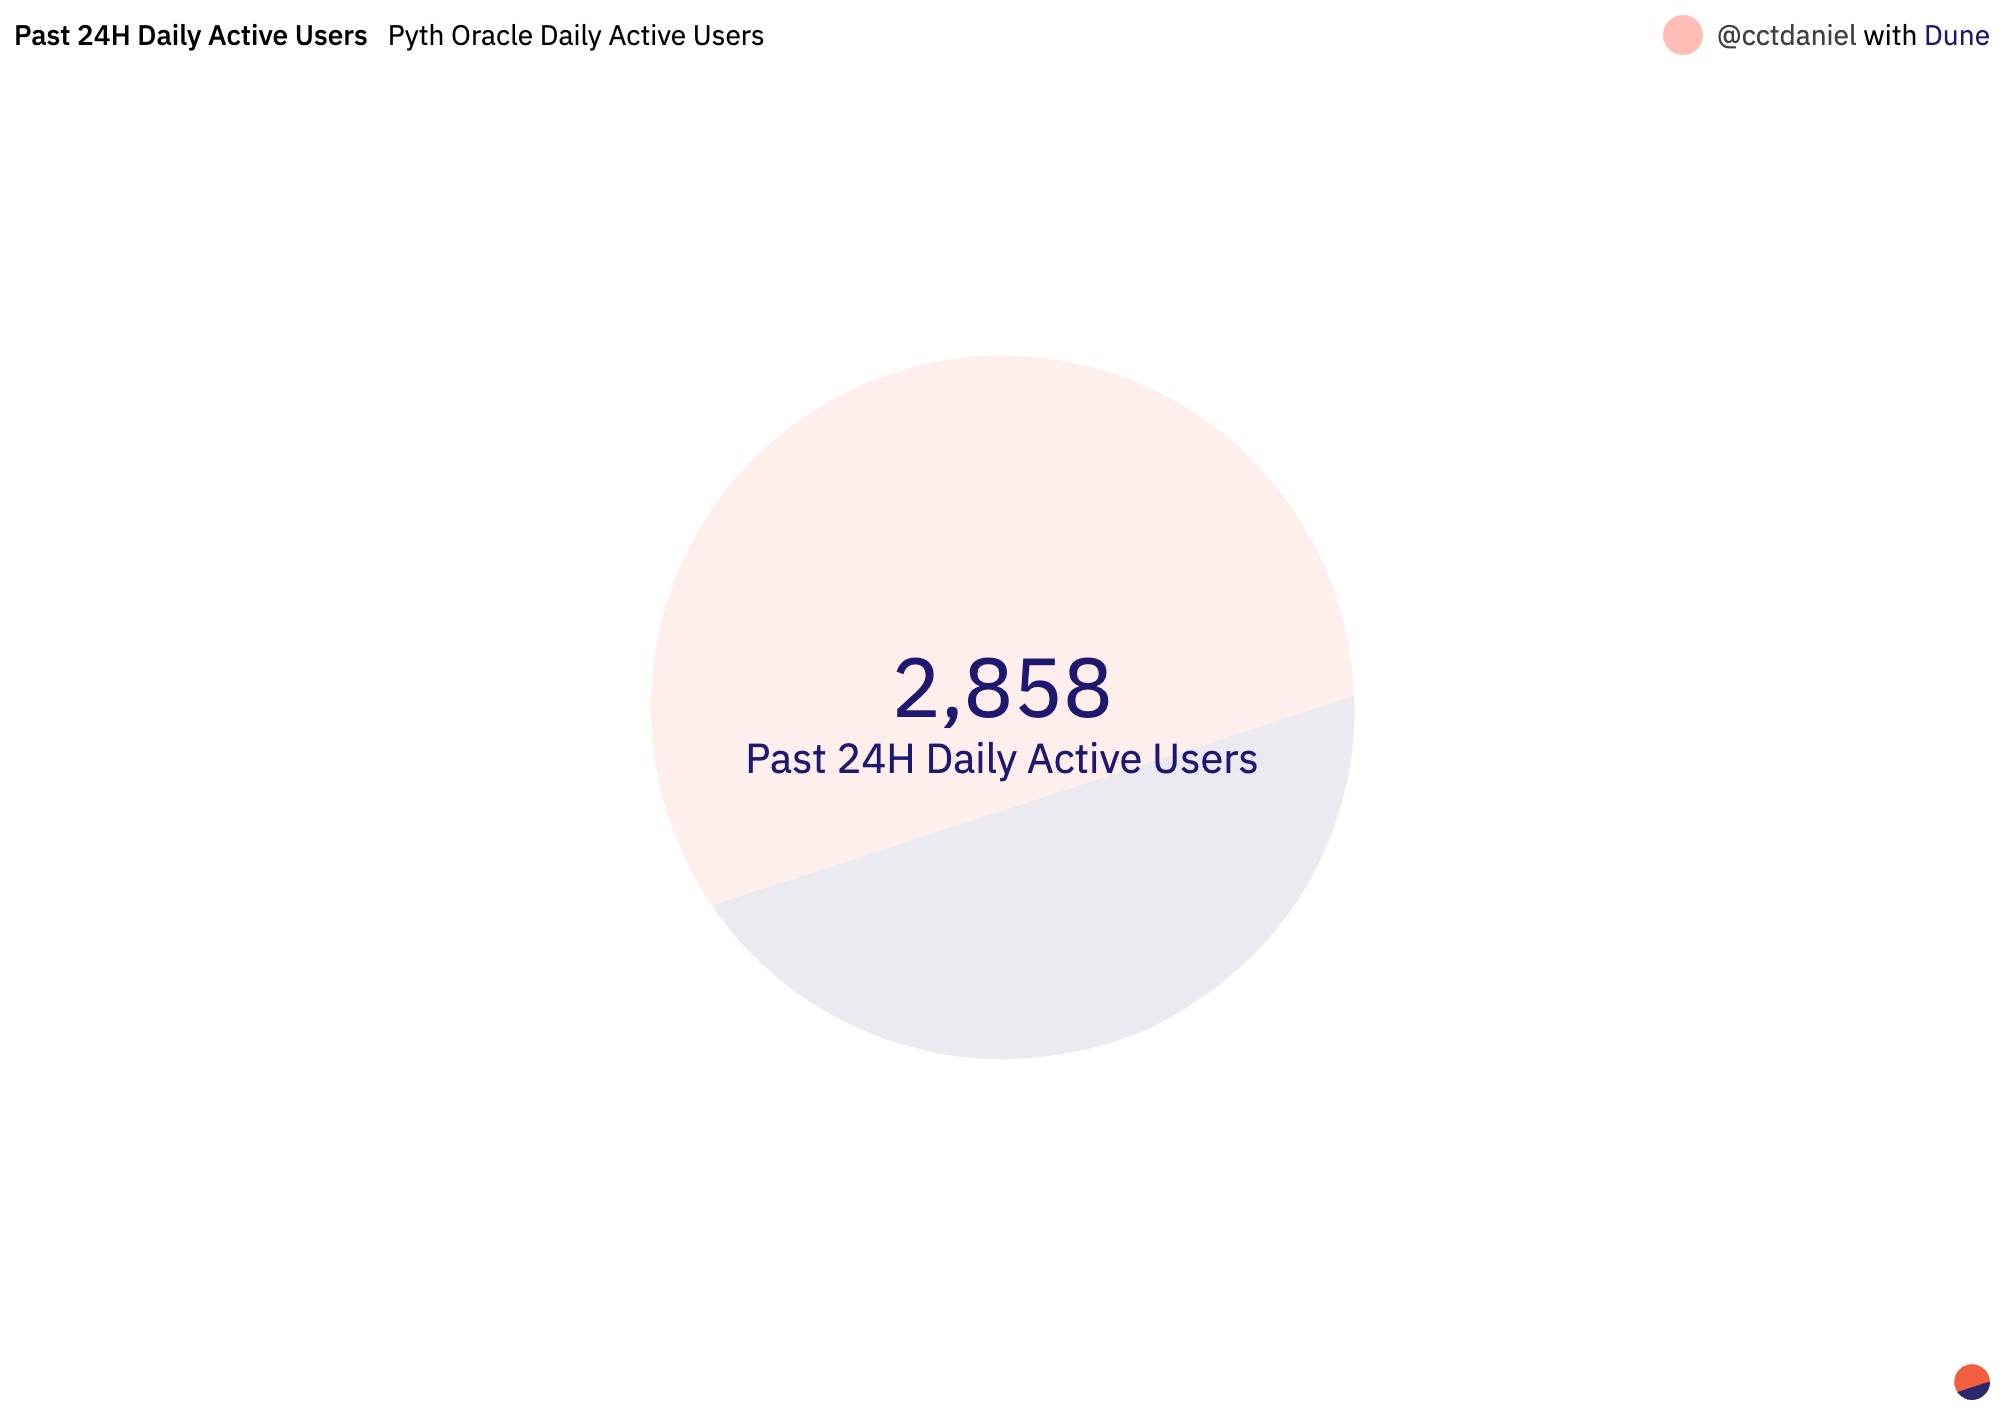 Past 24H Daily Active Users Pyth Oracle Daily Active Users
@cctdaniel with Dune
2,858
Past 24H Daily Active Users